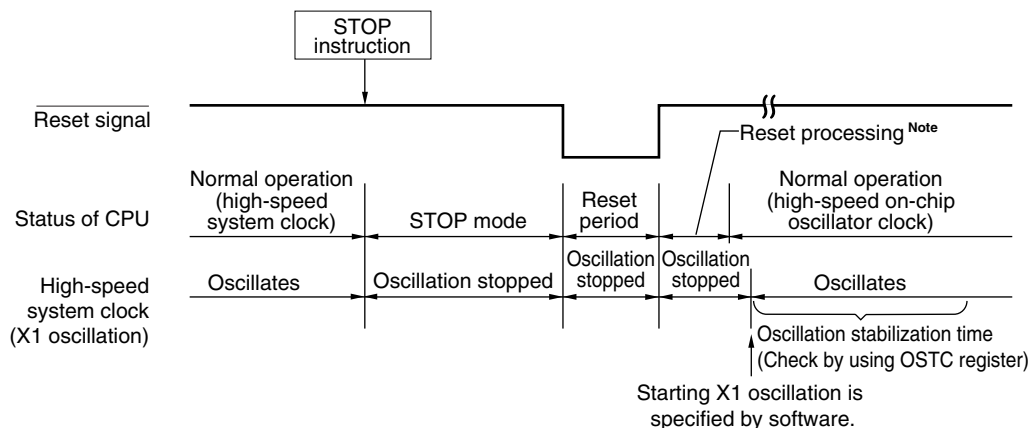 STOP
instruction
Reset signal
Reset processing Note
Normal operation
(high-speed
system clock)
Status of CPU
STOP mode
Reset
period
Normal operation
(high-speed on-chip
oscillator clock)
High-speed
system clock
(X1 oscillation)
Oscillates
Oscillation stopped
Oscillation
stopped
Oscillation
stopped
Oscillates
Oscillation stabilization time
(Check by using OSTC register)
Starting X1 oscillation is
specified by software.